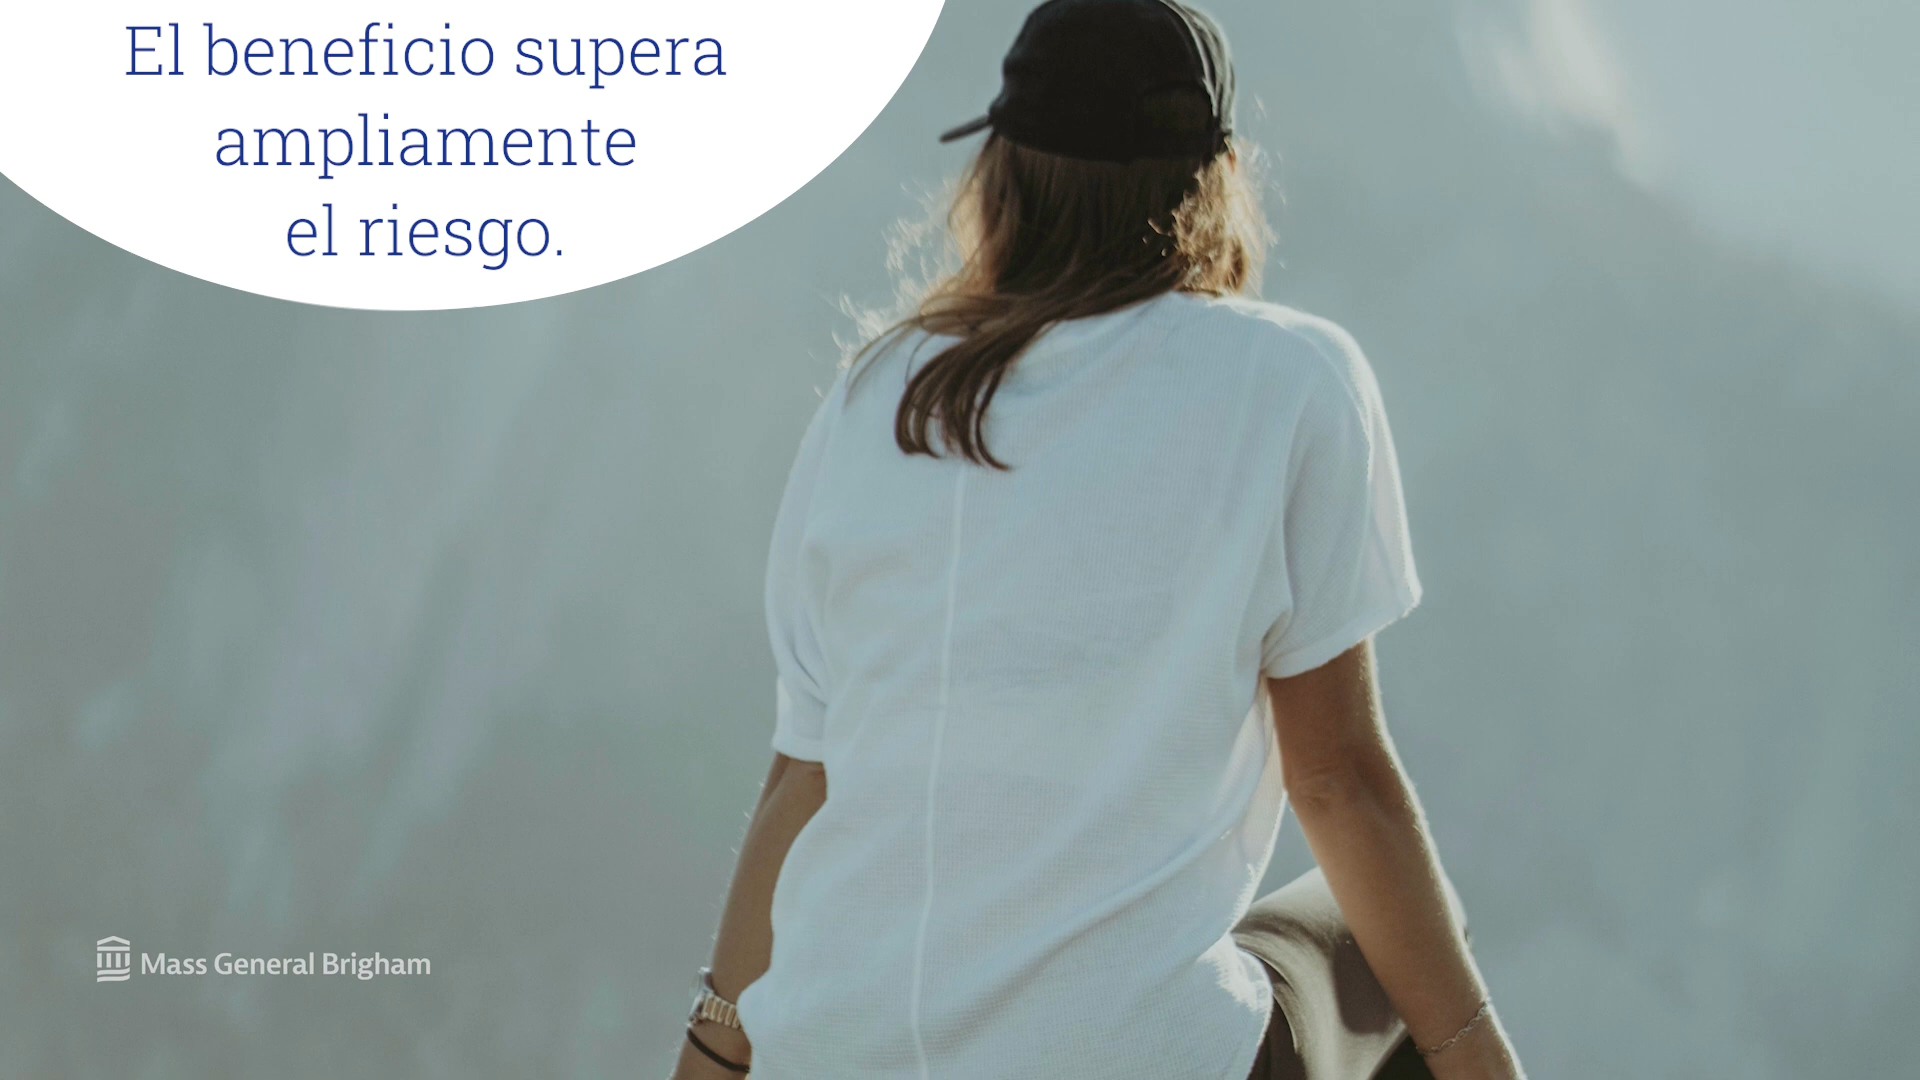 El beneficio supera
ampliamente
el riesgo.
Mass General Brigham